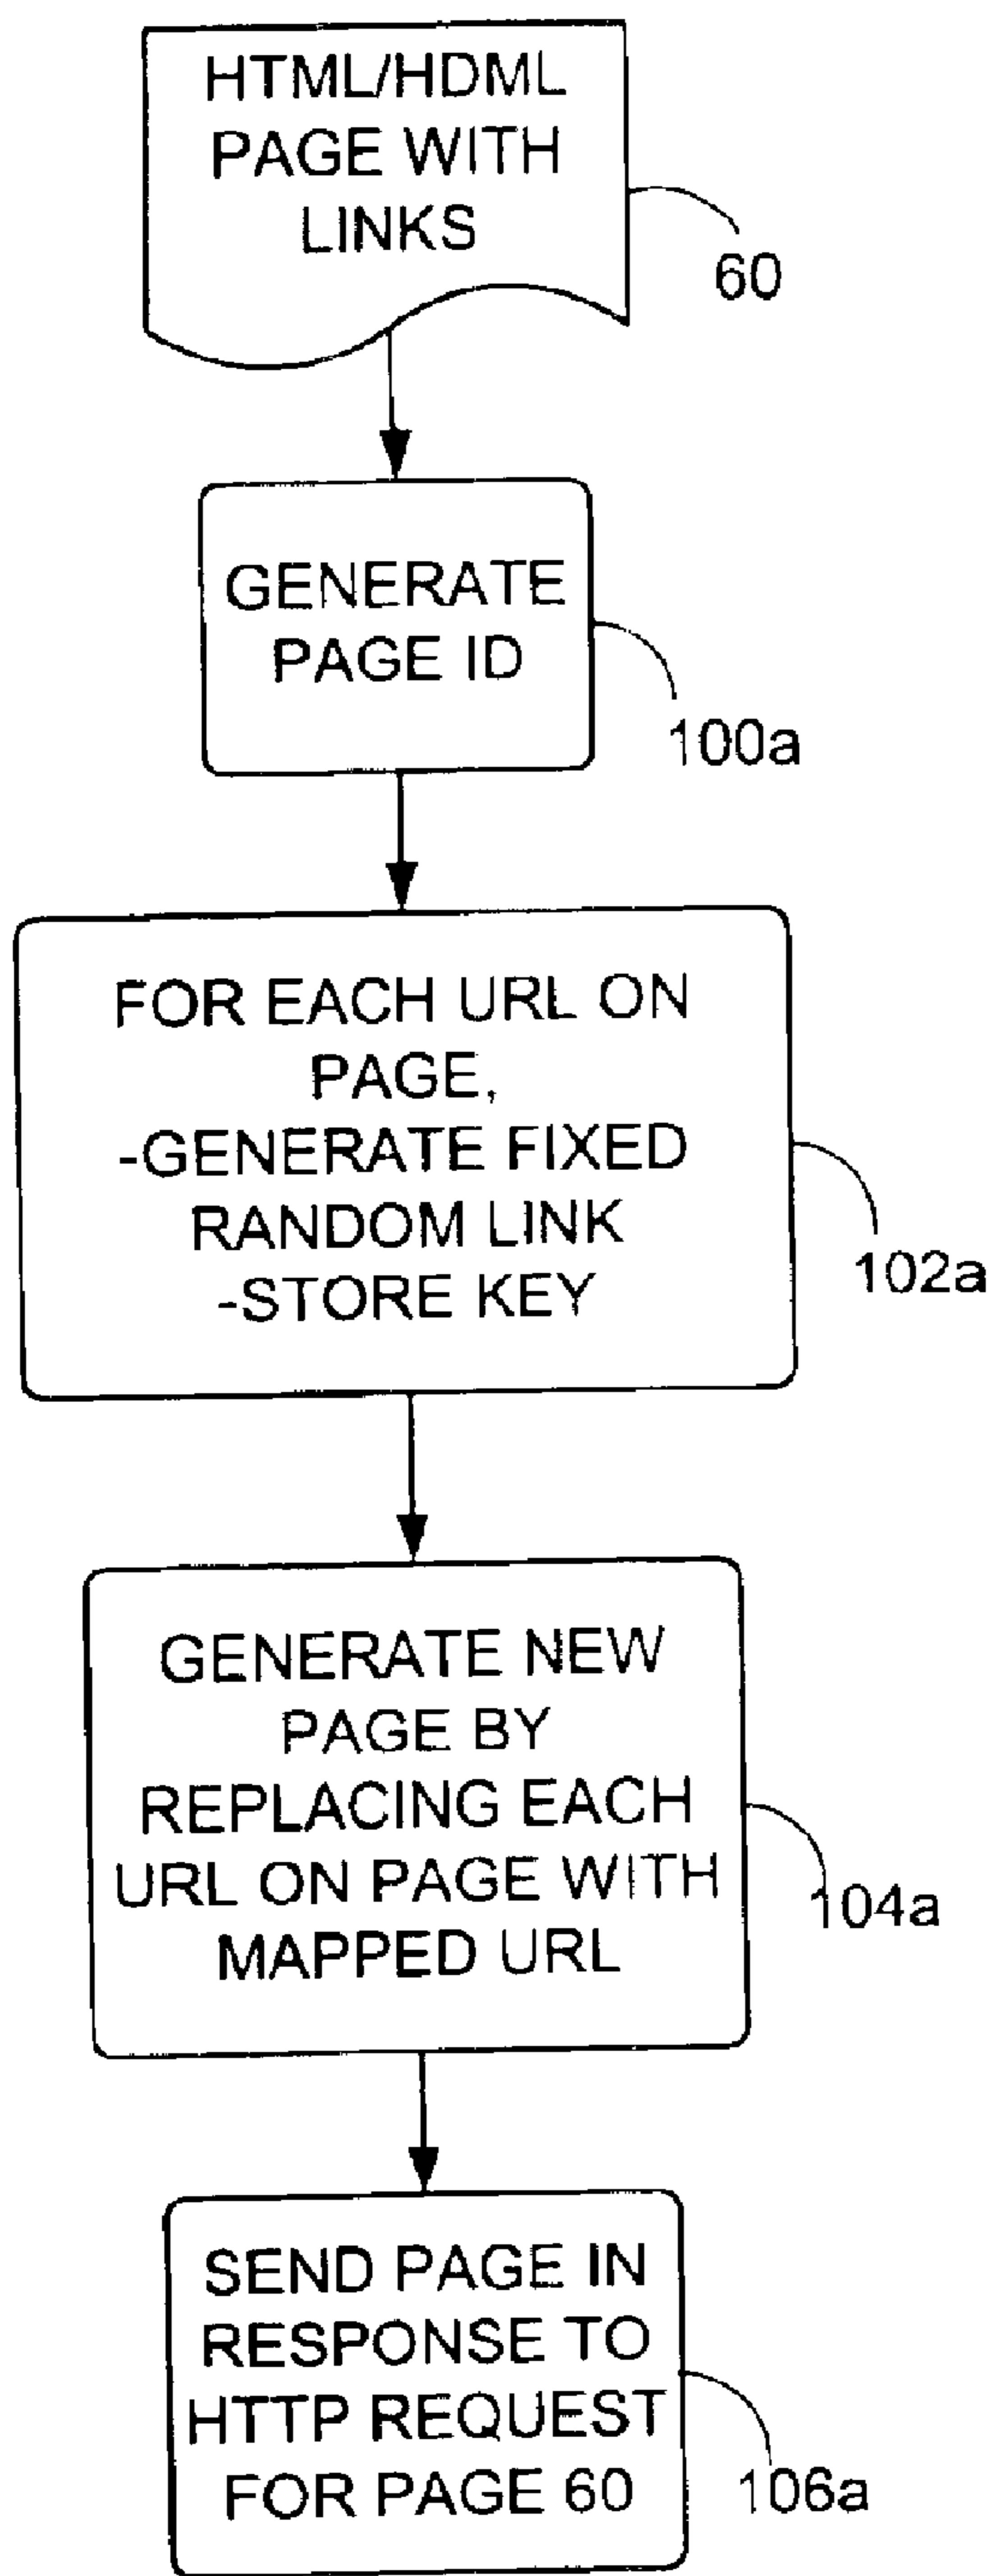 HTML/HDML
PAGE WITH
LINKS
60
GENERATE
PAGE ID
100a
FOR EACH URL ON
PAGE,
-GENERATE FIXED
RANDOM LINK
-STORE KEY
102a
GENERATE NEW
PAGE BY
REPLACING EACH
URL ON PAGE WITH
MAPPED URL
104a
SEND PAGE IN
RESPONSE TO
HTTP REQUEST
FOR PAGE 60
106a